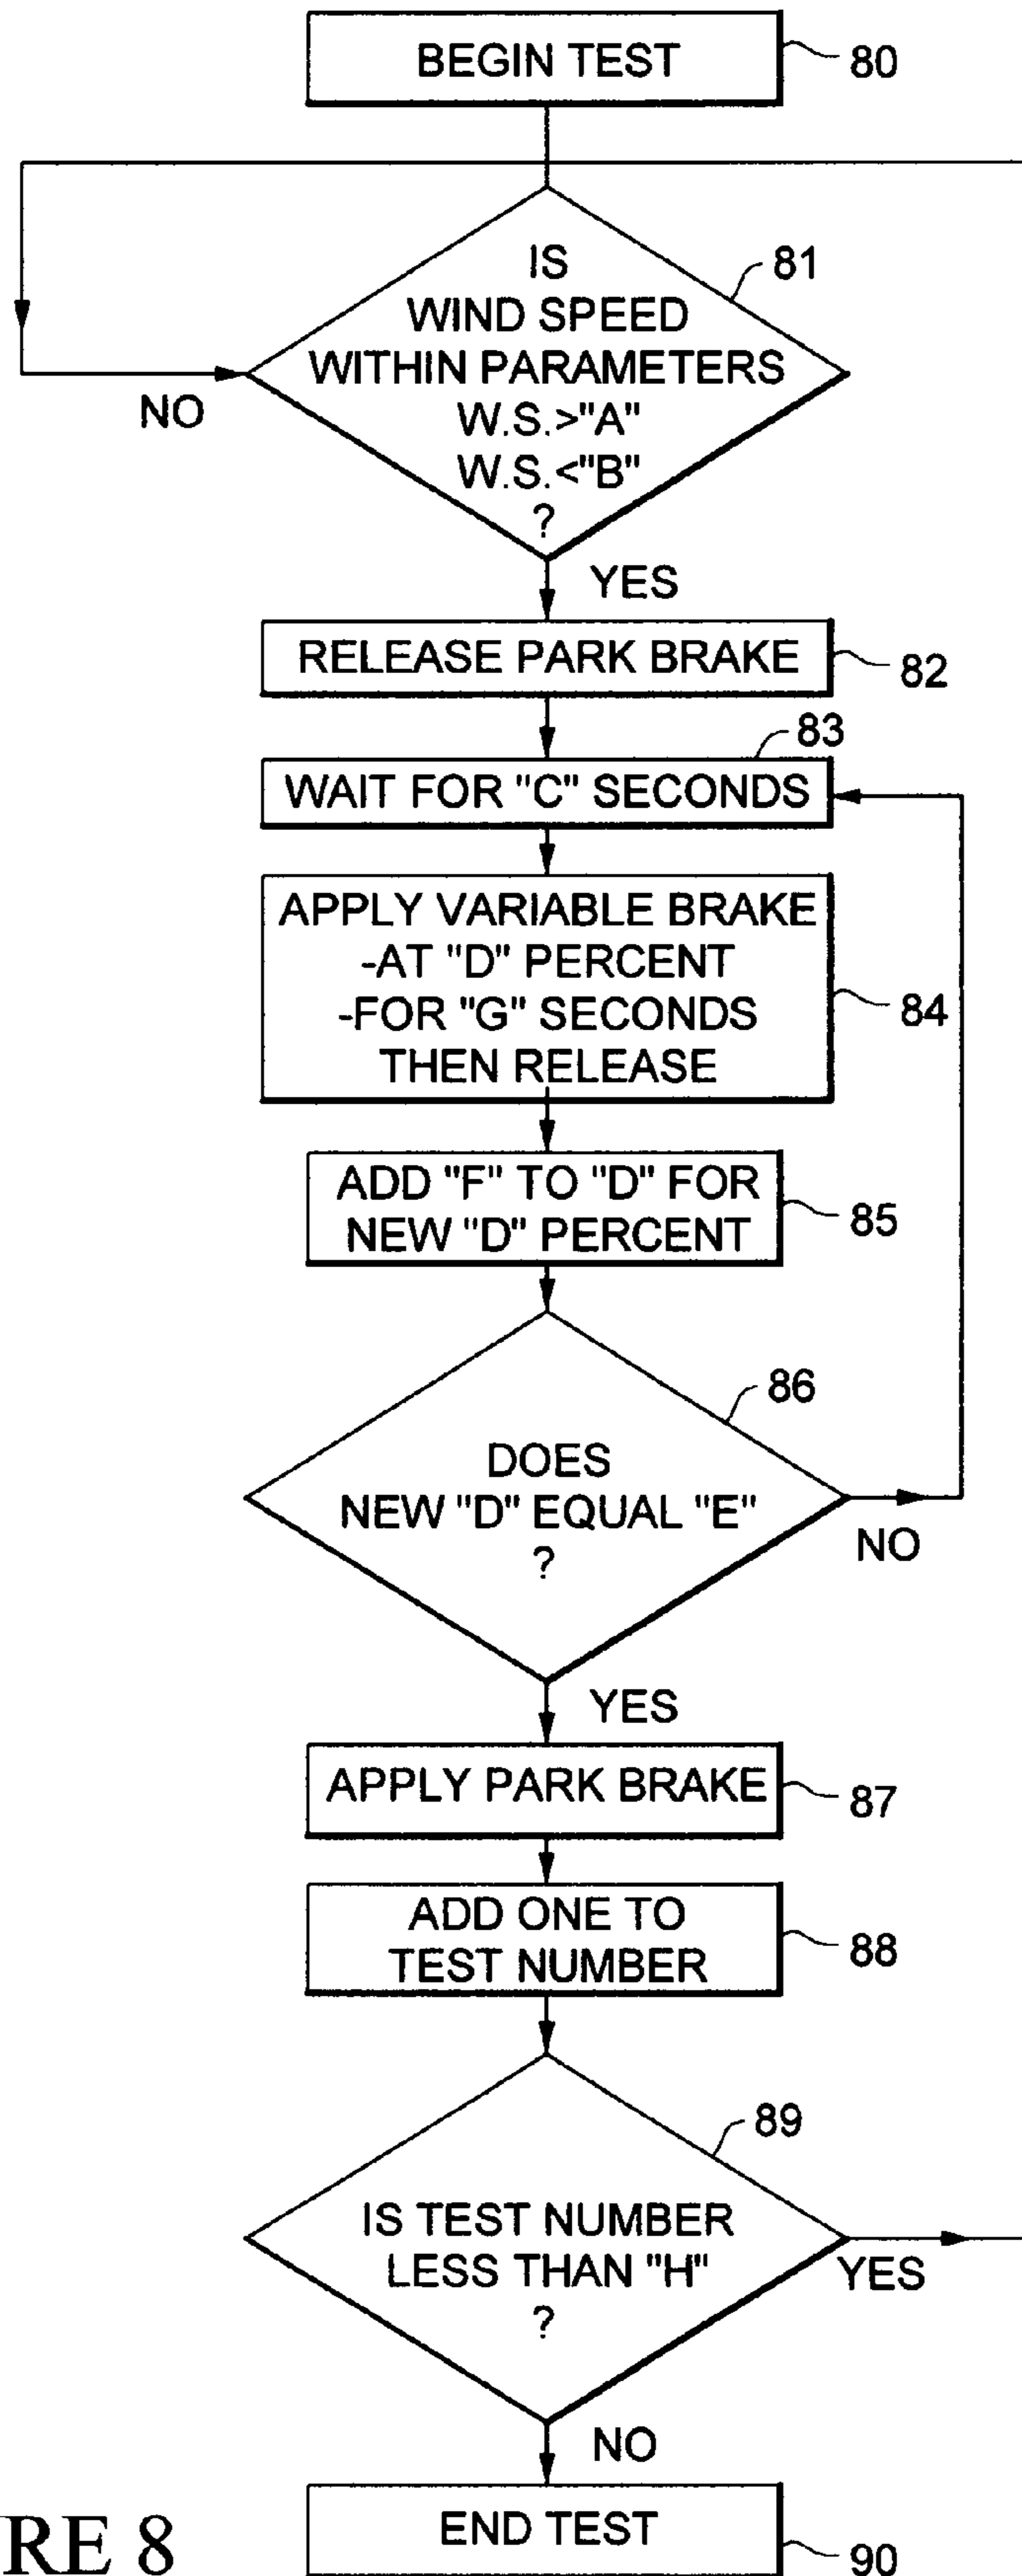 BEGIN TEST
80
IS
WIND SPEED
WITHIN PARAMETERS
W.S.>"A"
W.S.<"B"
?
81
NO
YES
RELEASE PARK BRAKE
82
83
WAIT FOR "C" SECONDS
APPLY VARIABLE BRAKE
-AT "D" PERCENT
-FOR "G" SECONDS
THEN RELEASE
84
ADD "F" TO "D" FOR
NEW "D" PERCENT
85
86
DOES
NEW "D" EQUAL "E"
?
NO
YES
APPLY PARK BRAKE
87
ADD ONE TO
TEST NUMBER
88
89
IS TEST NUMBER
LESS THAN "H"
?
YES
NO
END TEST
90
RE 8